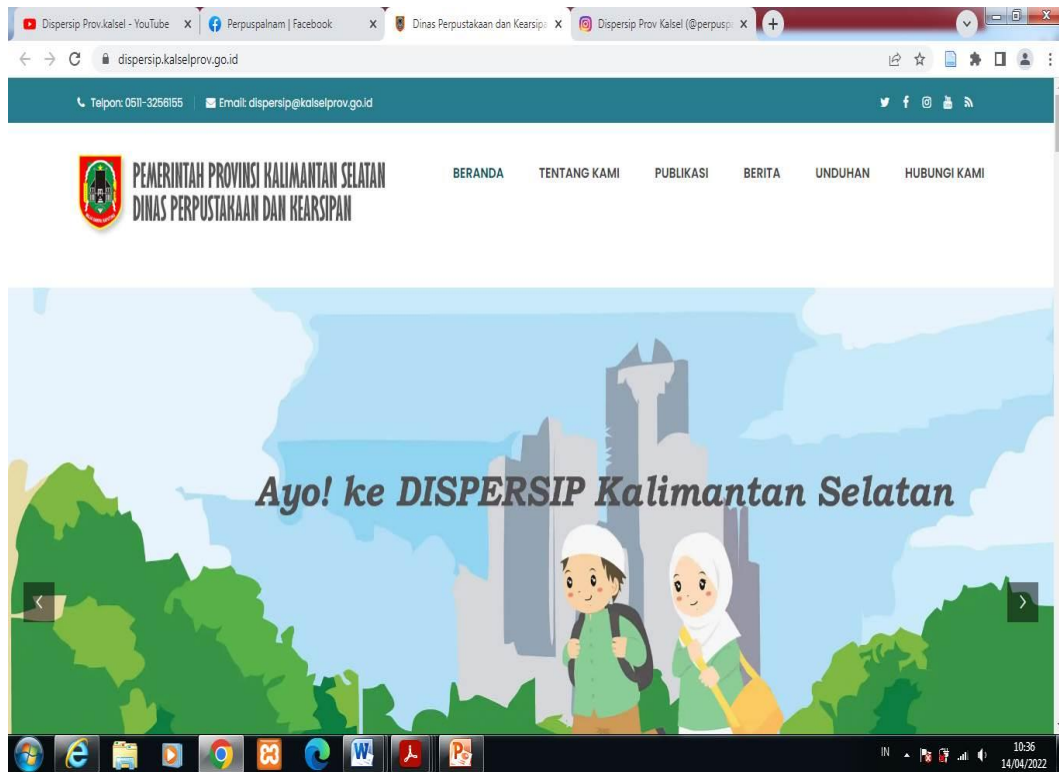 Dispersip Prov.kalsel - YouTube
Perpuspalnam | Facebook
Dinas Perpustakaan dan Kearsipa
Dispersip Prov Kalsel (@perpusp
dispersip.kalselprov.go.id
Telpon: 0511-3256155
Email: dispersip@kalselprov.go.id
PEMERINTAH PROVINSI KALIMANTAN SELATAN
DINAS PERPUSTAKAAN DAN KEARSIPAN
BERANDA TENTANG KAMI PUBLIKASI BERITA UNDUHAN HUBUNGI KAMI
Ayo! ke DISPERSIP Kalimantan Selatan
IN
10:36
14/04/2022